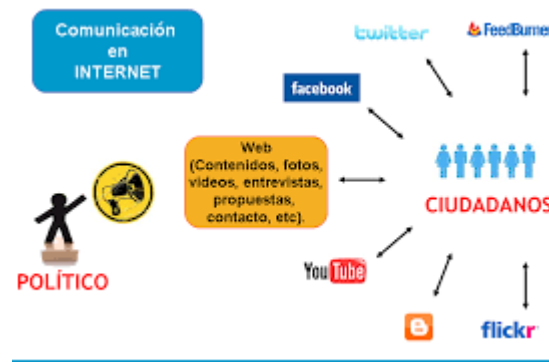 Comunicación
en
INTERNET
twitter
FeedBurner
facebook
Web
(Contenidos, fotos,
videos, entrevistas,
propuestas,
contacto, etc).
CIUDADANOS
POLÍTICO
YouTube
flickr